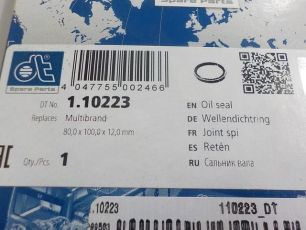 Spare Parts
dt
Spare Parts
4 047755 002466
DT No. 1.10223
Replaces Multibrand
80,0 x 100,0 x 12,0 mm
Qty./Pcs. 1
EN Oil seal
DE Wellendichtring
FR Joint spi
ES Retén
RU Сальник вала
1.10223
110223_DT